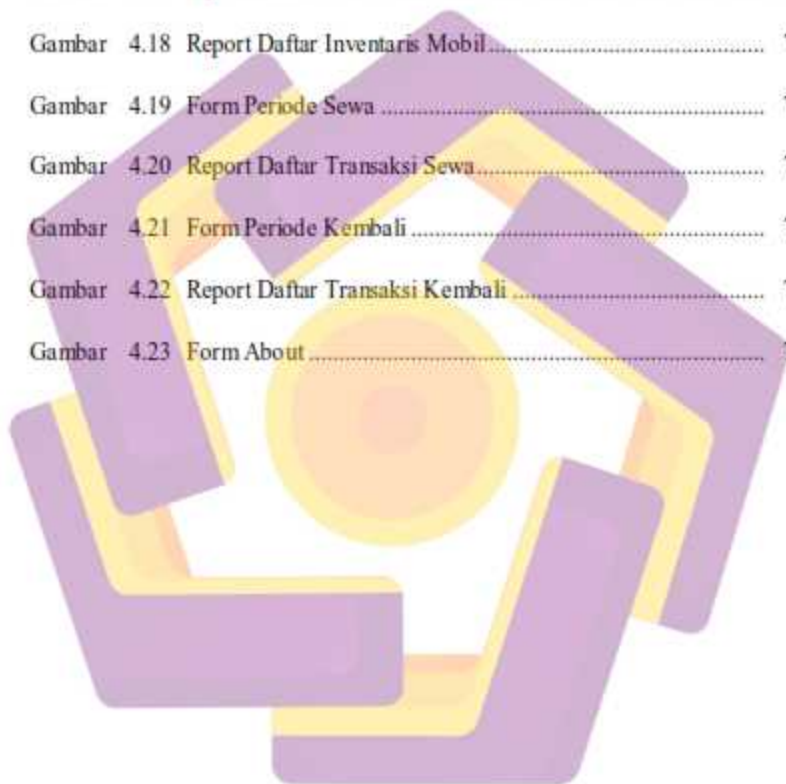 Gambar 4.18 Report Daftar Inventaris Mobil
Gambar 4.19 Form Periode Sewa
Gambar 4.20 Report Daftar Transaksi Sewa
Gambar 4.21 Form Periode Kembali
Gambar 4.22 Report Daftar Transaksi Kembali
Gambar 4.23 Form About